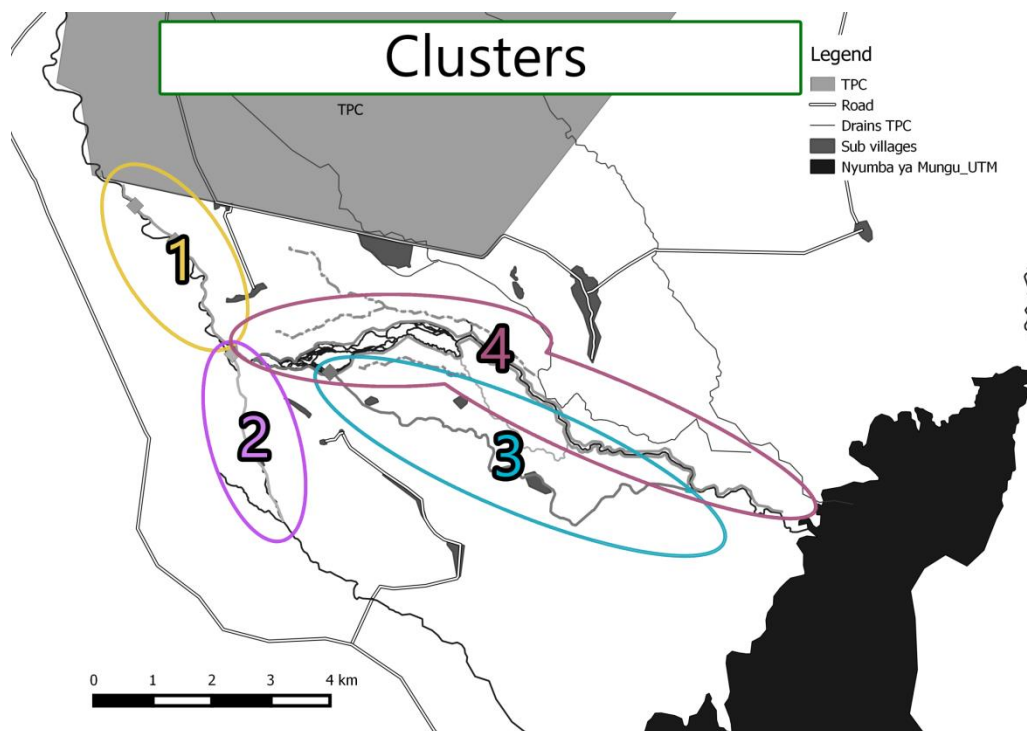 Clusters
Legend
TPC
Road
Drains TPC
Sub villages
Nyumba ya Mungu_UTM
TPC
1
4
2
3
0 1 2 3 4 km